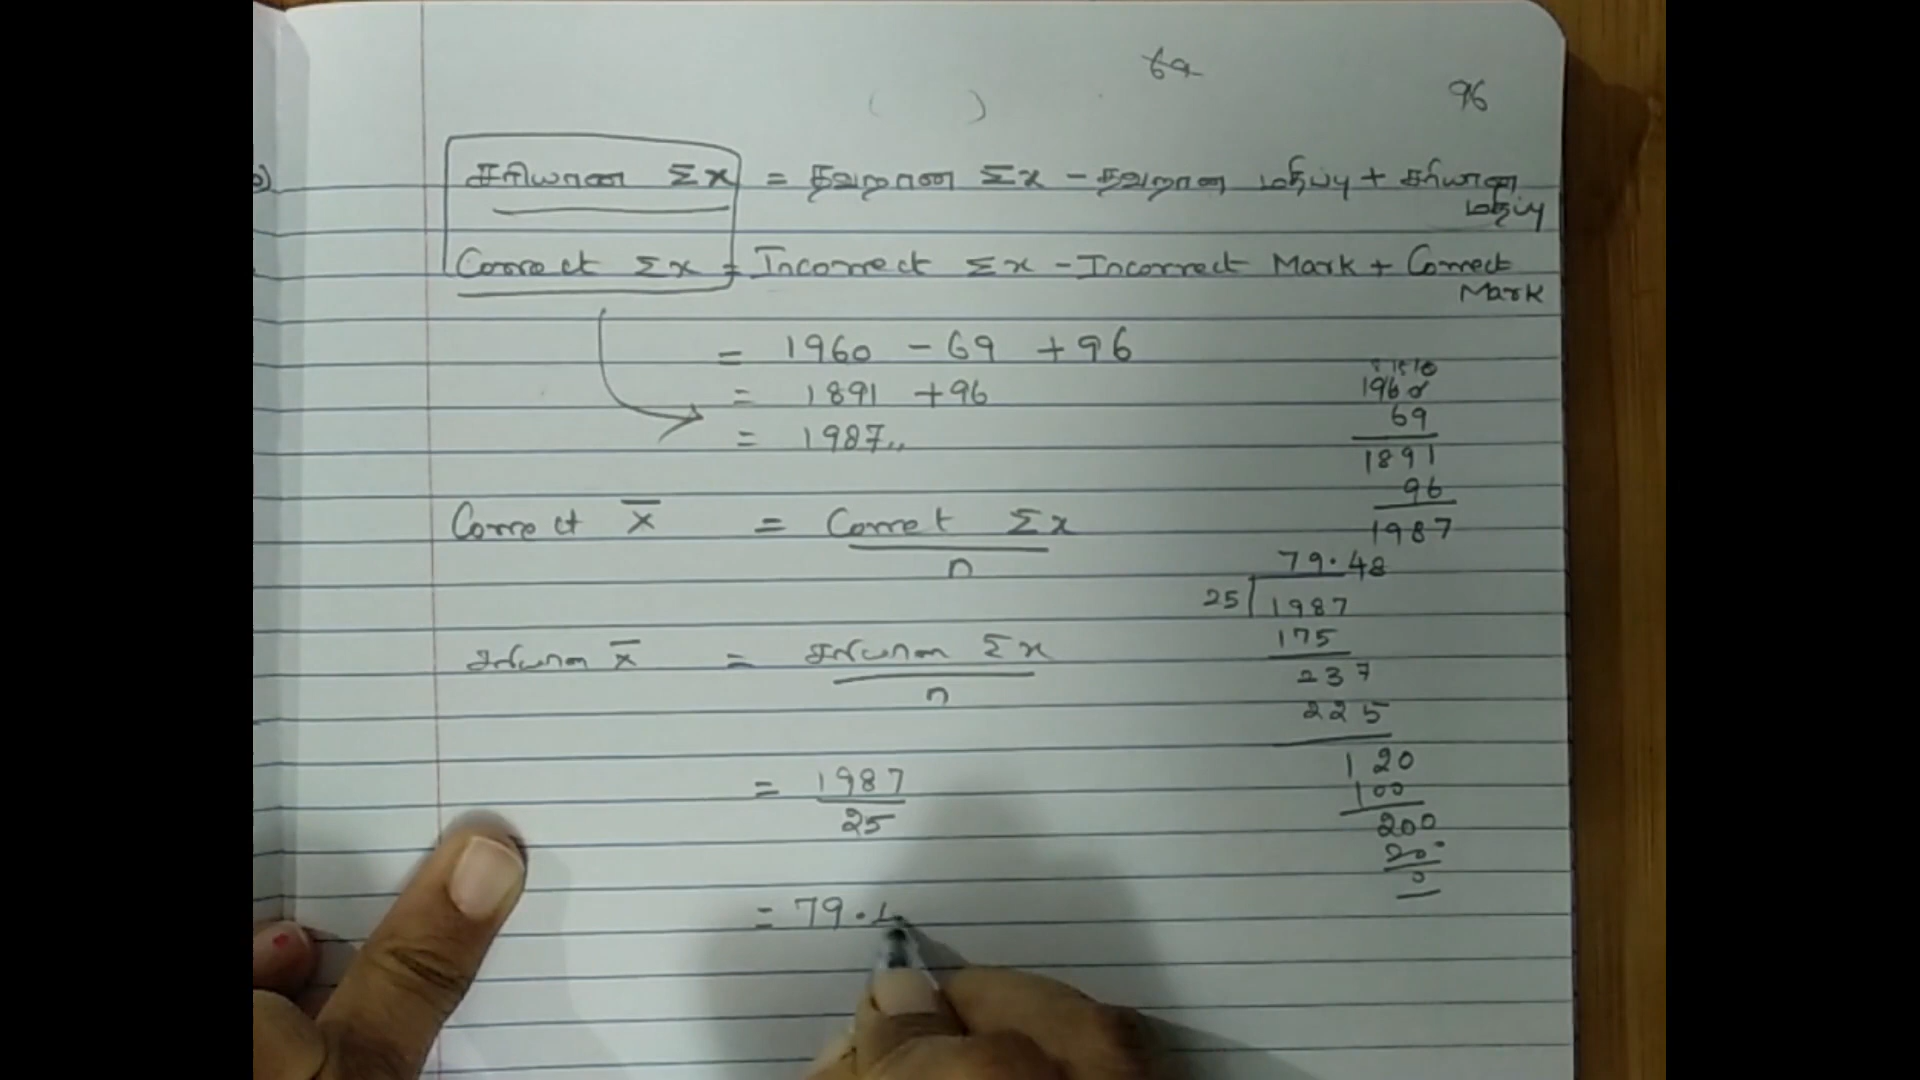 69
96
( )
சரியான Σx = தவறான Σx - தவறான மதிப்பு + சரியான
மதிப்பு
Correct Σx = Incorrect Σx - Incorrect Mark + Correct
Mark
= 1960 - 69 + 96
= 1891 + 96
= 1987,,
1960
69
1891
96
1987
Correct x̅ = Corret Σx
n
79.48
25 1987
175
237
225
120
100
200
200
0
சரியான x̅ = சரியான Σx
n
= 1987
25
= 79.4